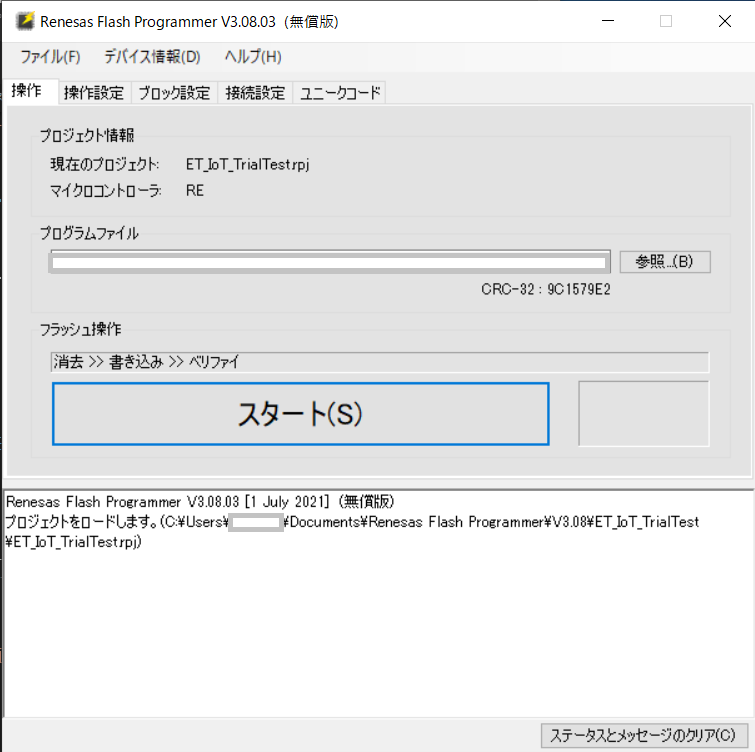 Renesas Flash Programmer V3.08.03 (無償版)
ファイル(F) デバイス情報(D) ヘルプ(H)
操作 操作設定 ブロック設定 接続設定 ユニークコード
プロジェクト情報
現在のプロジェクト: ET_IoT_TrialTest.rpj
マイクロコントローラ: RE
プログラムファイル
参照...(B)
CRC-32 : 9C1579E2
フラッシュ操作
消去 >> 書き込み >> ベリファイ
スタート(S)
Renesas Flash Programmer V3.08.03 [1 July 2021] (無償版)
プロジェクトをロードします。(C:¥Users¥ ¥Documents¥Renesas Flash Programmer¥V3.08¥ET_IoT_TrialTest
¥ET_IoT_TrialTest.rpj)
ステータスとメッセージのクリア(C)